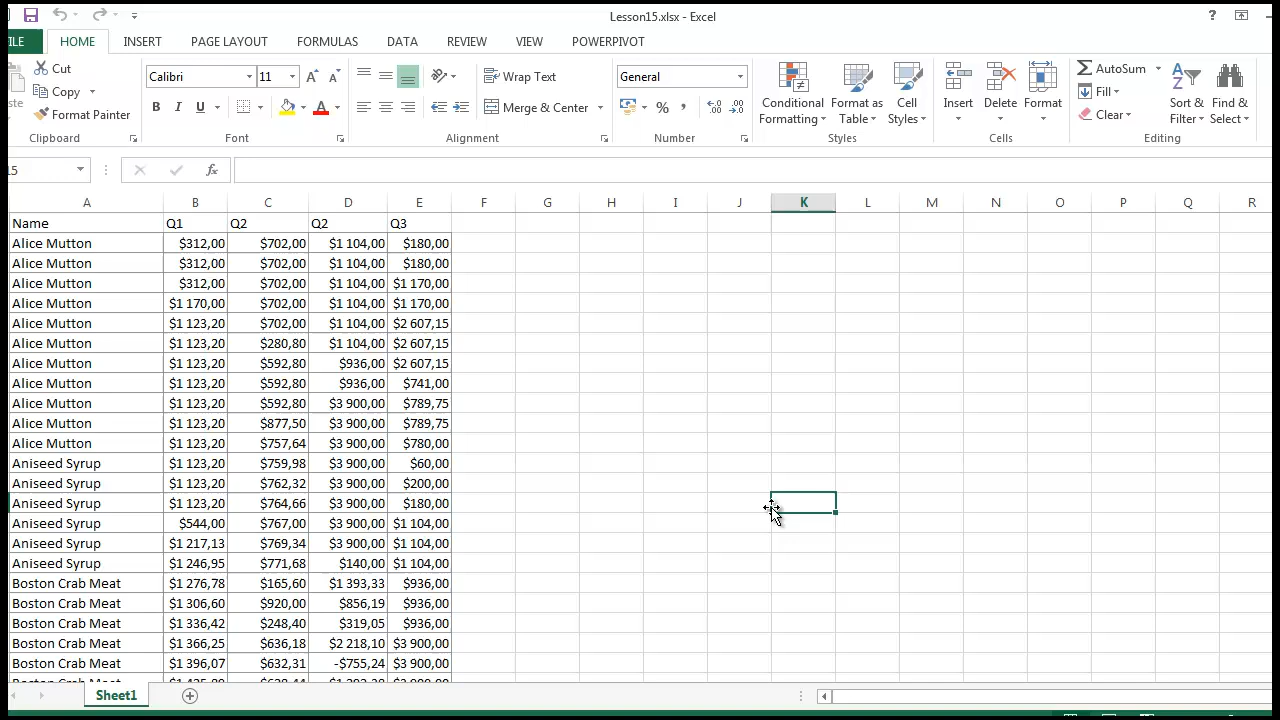 Lesson15.xlsx - Excel
?
ILE HOME INSERT PAGE LAYOUT FORMULAS DATA REVIEW VIEW POWERPIVOT
Cut
Copy
Format Painter
Clipboard
Calibri 11
B I U
Font
Wrap Text
Merge & Center
Alignment
General
% ,
Number
Conditional Formatting
Format as Table
Cell Styles
Styles
Insert Delete Format
Cells
AutoSum
Fill
Clear
Sort & Filter
Find & Select
Editing
15 fx
A B C D E F G H I J K L M N O P Q R
Name Q1 Q2 Q2 Q3
Alice Mutton $312,00 $702,00 $1 104,00 $180,00
Alice Mutton $312,00 $702,00 $1 104,00 $180,00
Alice Mutton $312,00 $702,00 $1 104,00 $1 170,00
Alice Mutton $1 170,00 $702,00 $1 104,00 $1 170,00
Alice Mutton $1 123,20 $702,00 $1 104,00 $2 607,15
Alice Mutton $1 123,20 $280,80 $1 104,00 $2 607,15
Alice Mutton $1 123,20 $592,80 $936,00 $2 607,15
Alice Mutton $1 123,20 $592,80 $936,00 $741,00
Alice Mutton $1 123,20 $592,80 $3 900,00 $789,75
Alice Mutton $1 123,20 $877,50 $3 900,00 $789,75
Alice Mutton $1 123,20 $757,64 $3 900,00 $780,00
Aniseed Syrup $1 123,20 $759,98 $3 900,00 $60,00
Aniseed Syrup $1 123,20 $762,32 $3 900,00 $200,00
Aniseed Syrup $1 123,20 $764,66 $3 900,00 $180,00
Aniseed Syrup $544,00 $767,00 $3 900,00 $1 104,00
Aniseed Syrup $1 217,13 $769,34 $3 900,00 $1 104,00
Aniseed Syrup $1 246,95 $771,68 $140,00 $1 104,00
Boston Crab Meat $1 276,78 $165,60 $1 393,33 $936,00
Boston Crab Meat $1 306,60 $920,00 $856,19 $936,00
Boston Crab Meat $1 336,42 $248,40 $319,05 $936,00
Boston Crab Meat $1 366,25 $636,18 $2 218,10 $3 900,00
Boston Crab Meat $1 396,07 $632,31 -$755,24 $3 900,00
Sheet1